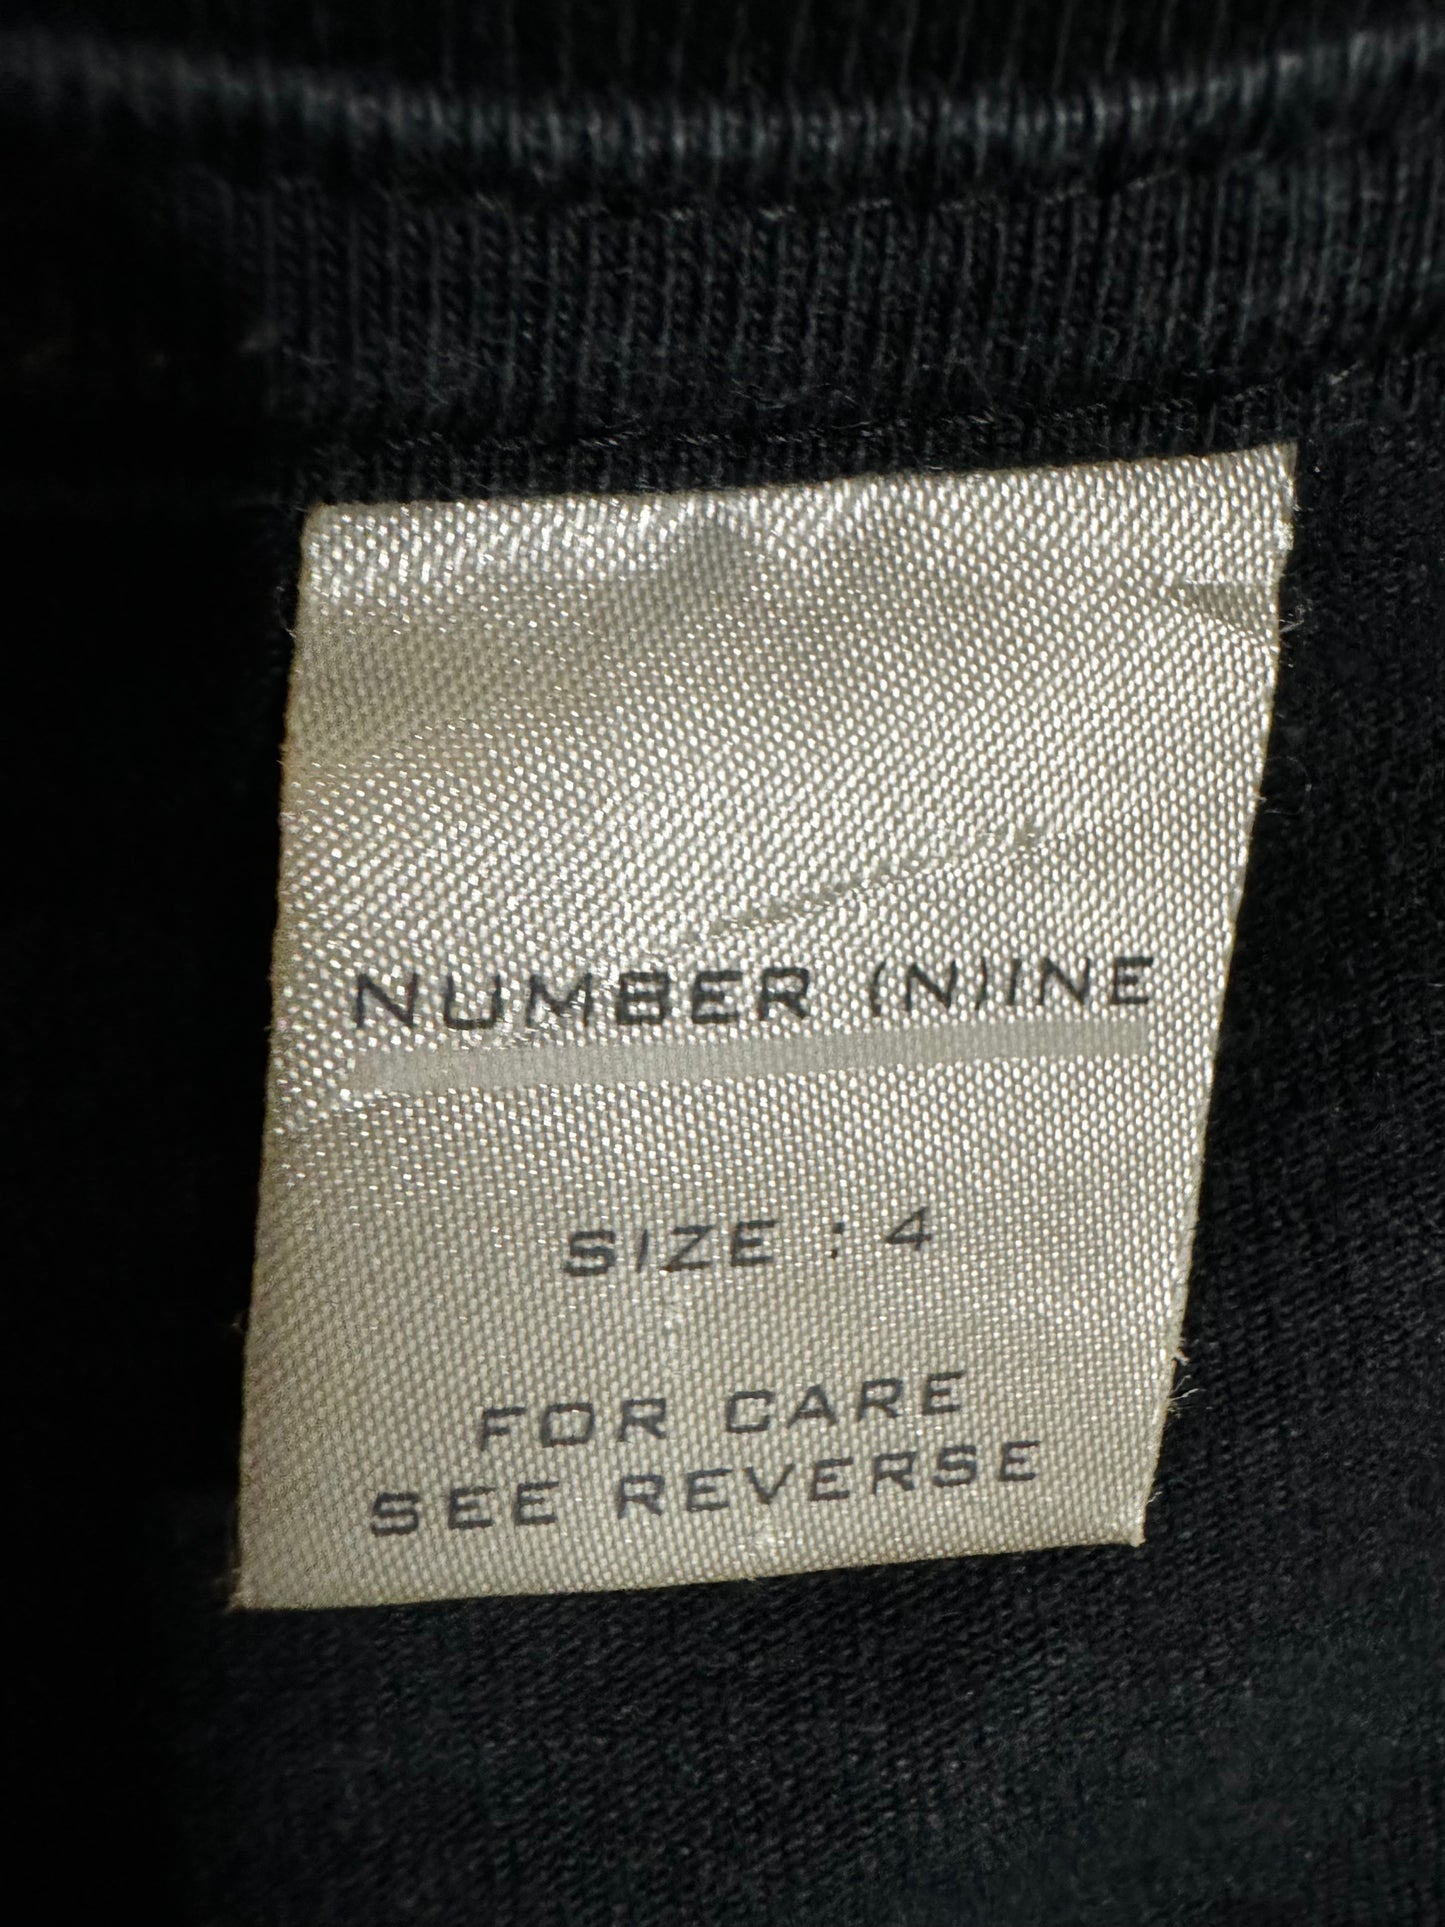 NUMBER (N)INE
SIZE : 4
FOR CARE
SEE REVERSE